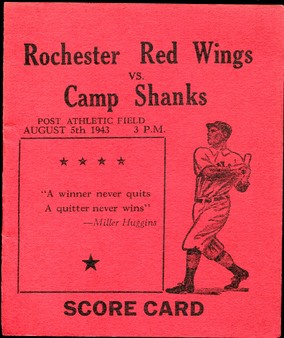 Rochester Red Wings
VS.
Camp Shanks
POST ATHLETIC FIELD
AUGUST 5th 1943 3 P.M.
"A winner never quits
A quitter never wins"
—Miller Huggins
SCORE CARD